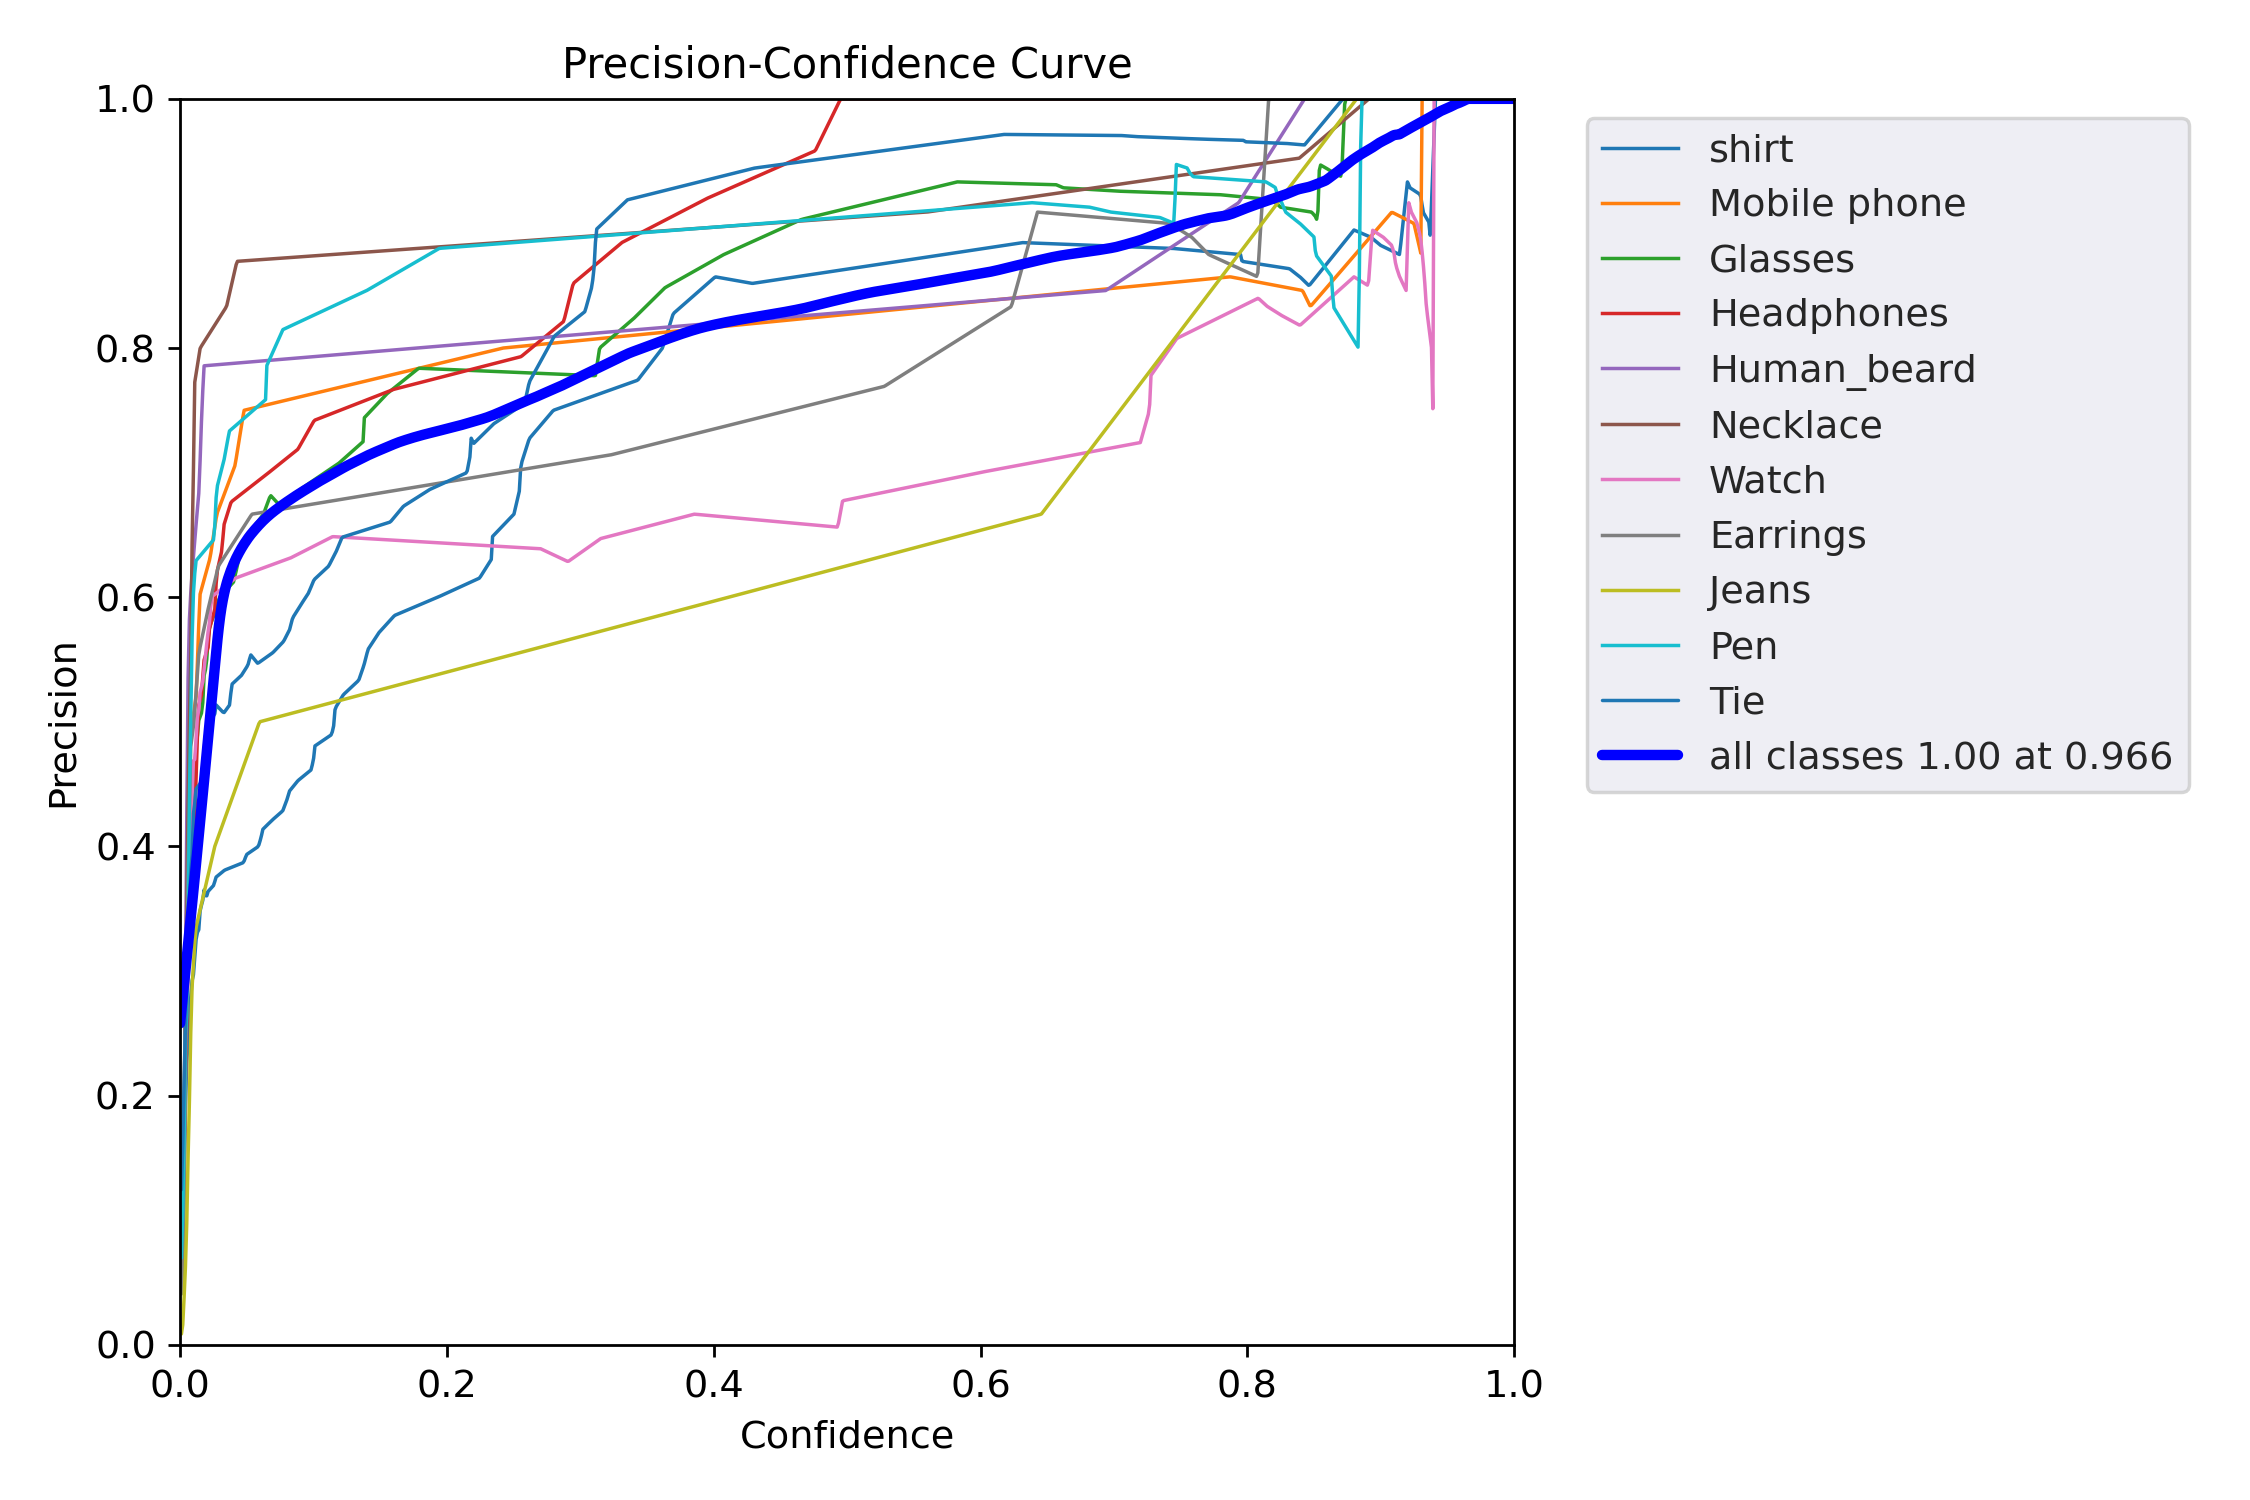 Precision-Confidence Curve
1.0
0.8
0.6
0.4
0.2
0.0
Precision
0.0 0.2 0.4 0.6 0.8 1.0
Confidence
shirt
Mobile phone
Glasses
Headphones
Human_beard
Necklace
Watch
Earrings
Jeans
Pen
Tie
all classes 1.00 at 0.966